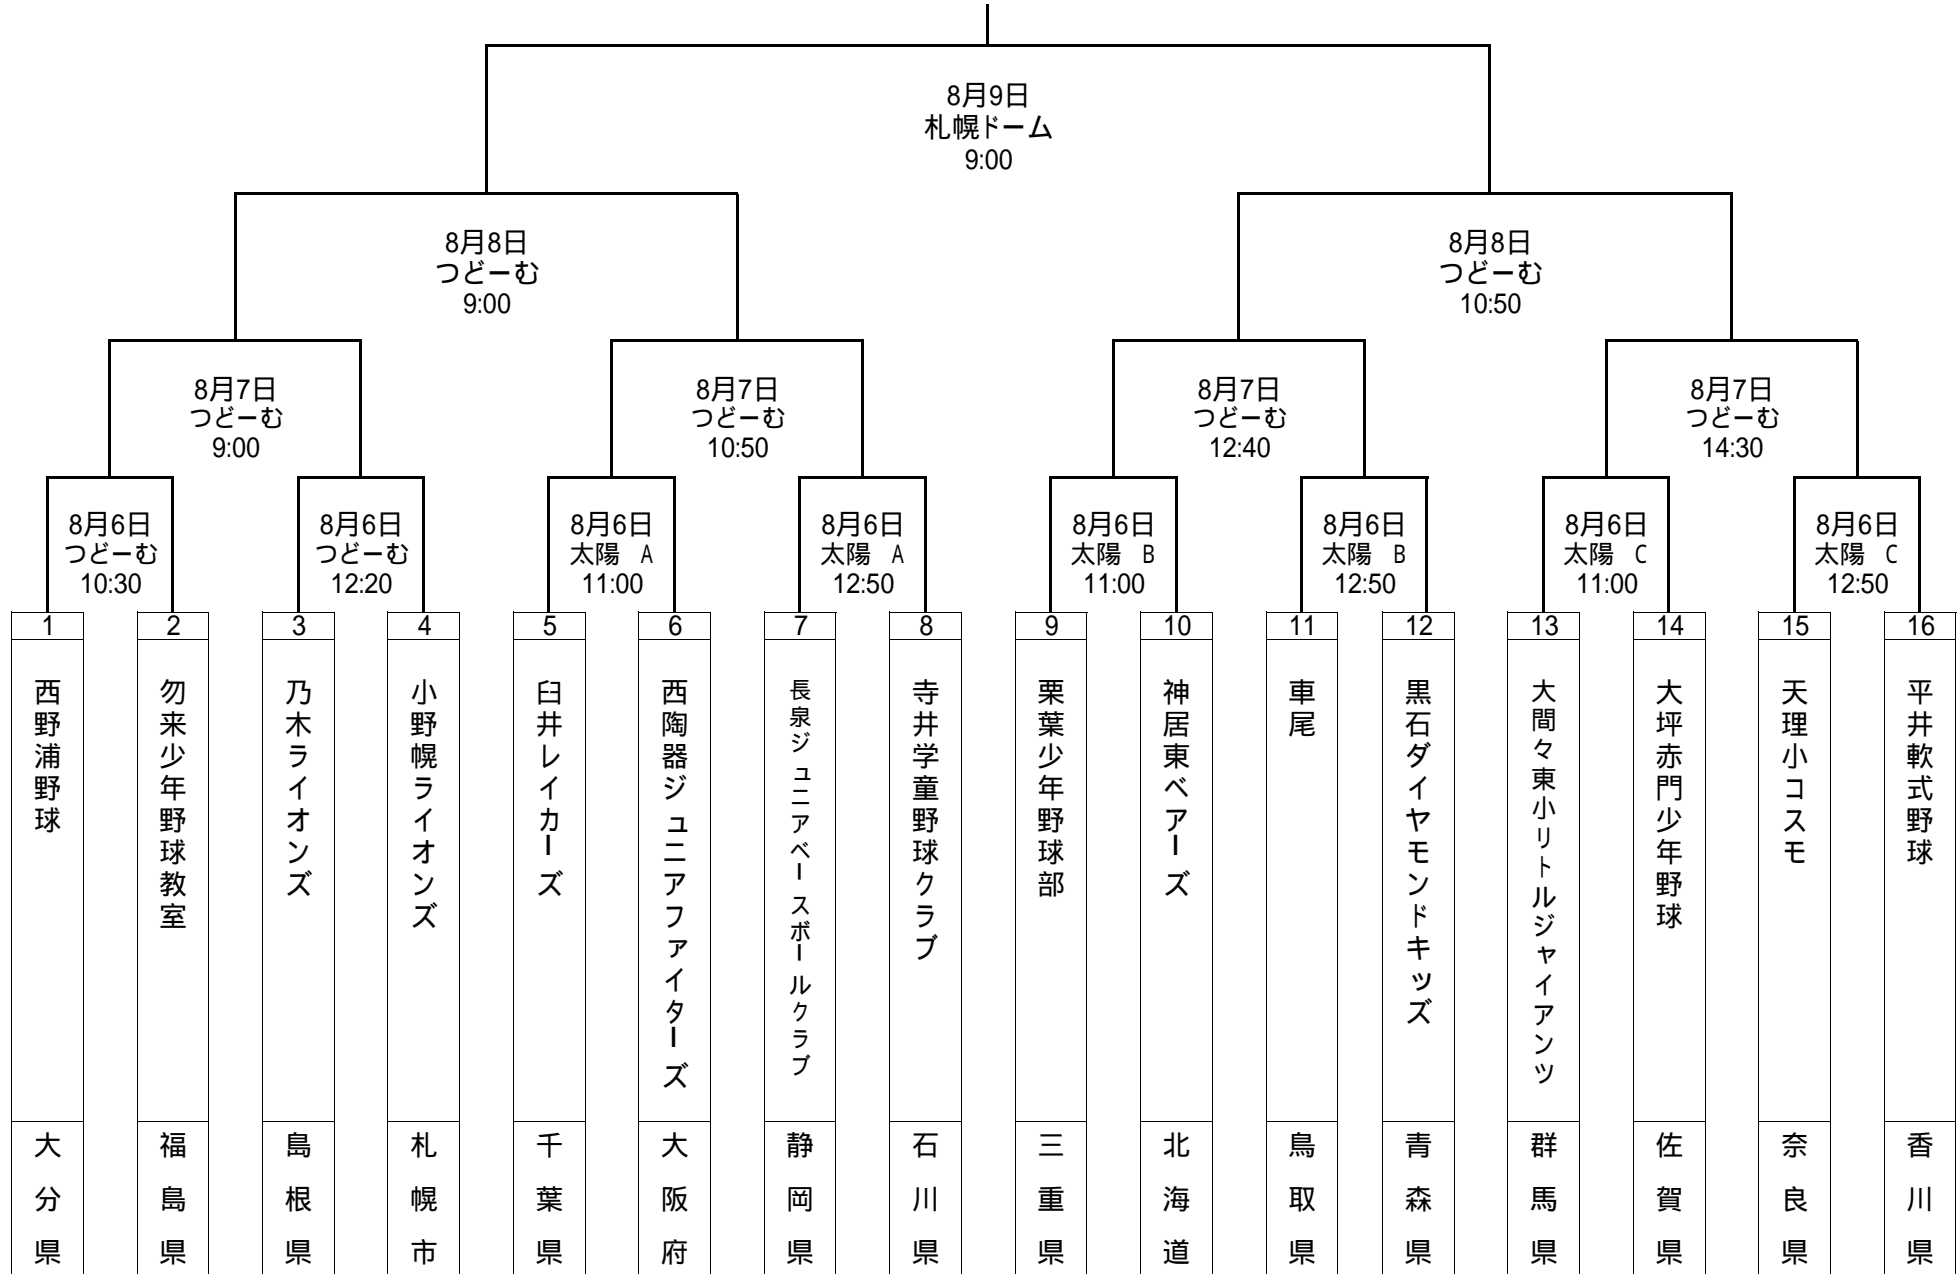 8月9日
札幌ドーム
9:00
8月8日
つどーむ
9:00
8月8日
つどーむ
10:50
8月7日
つどーむ
9:00
8月7日
つどーむ
10:50
8月7日
つどーむ
12:40
8月7日
つどーむ
14:30
8月6日
つどーむ
10:30
8月6日
つどーむ
12:20
8月6日
太陽 A
11:00
8月6日
太陽 A
12:50
8月6日
太陽 B
11:00
8月6日
太陽 B
12:50
8月6日
太陽 C
11:00
8月6日
太陽 C
12:50
1
西野浦野球
大分県
2
勿来少年野球教室
福島県
3
乃木ライオンズ
島根県
4
小野幌ライオンズ
札幌市
5
臼井レイカーズ
千葉県
6
西陶器ジュニアファイターズ
大阪府
7
長泉ジュニアベースボールクラブ
静岡県
8
寺井学童野球クラブ
石川県
9
栗葉少年野球部
三重県
10
神居東ベアーズ
北海道
11
車尾
鳥取県
12
黒石ダイヤモンドキッズ
青森県
13
大間々東小リトルジャイアンツ
群馬県
14
大坪赤門少年野球
佐賀県
15
天理小コスモ
奈良県
16
平井軟式野球
香川県